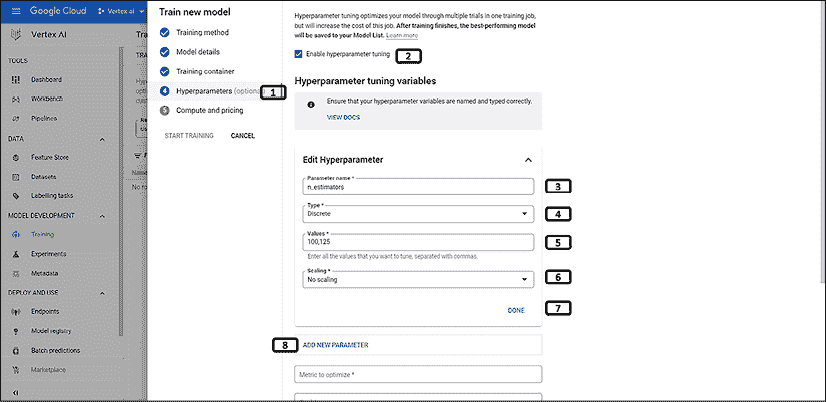 Google Cloud
Vertex ai
Vertex AI
TOOLS
Dashboard
Workbench
Pipelines
DATA
Feature Store
Datasets
Labelling tasks
MODEL DEVELOPMENT
Training
Experiments
Metadata
DEPLOY AND USE
Endpoints
Model registry
Batch predictions
Marketplace
Train new model
Training method
Model details
Training container
4 Hyperparameters (optional 1
5 Compute and pricing
START TRAINING CANCEL
Hyperparameter tuning optimizes your model through multiple trials in one training job,
but will increase the cost of this job. After training finishes, the best-performing model
will be saved to your Model List. Learn more
Enable hyperparameter tuning 2
Hyperparameter tuning variables
Ensure that your hyperparameter variables are named and typed correctly.
VIEW DOCS
Edit Hyperparameter
Parameter name *
n_estimators 3
Type *
Discrete 4
Values *
100,125 5
Enter all the values that you want to tune, separated with commas.
Scaling *
No scaling 6
DONE 7
8 ADD NEW PARAMETER
Metric to optimize *